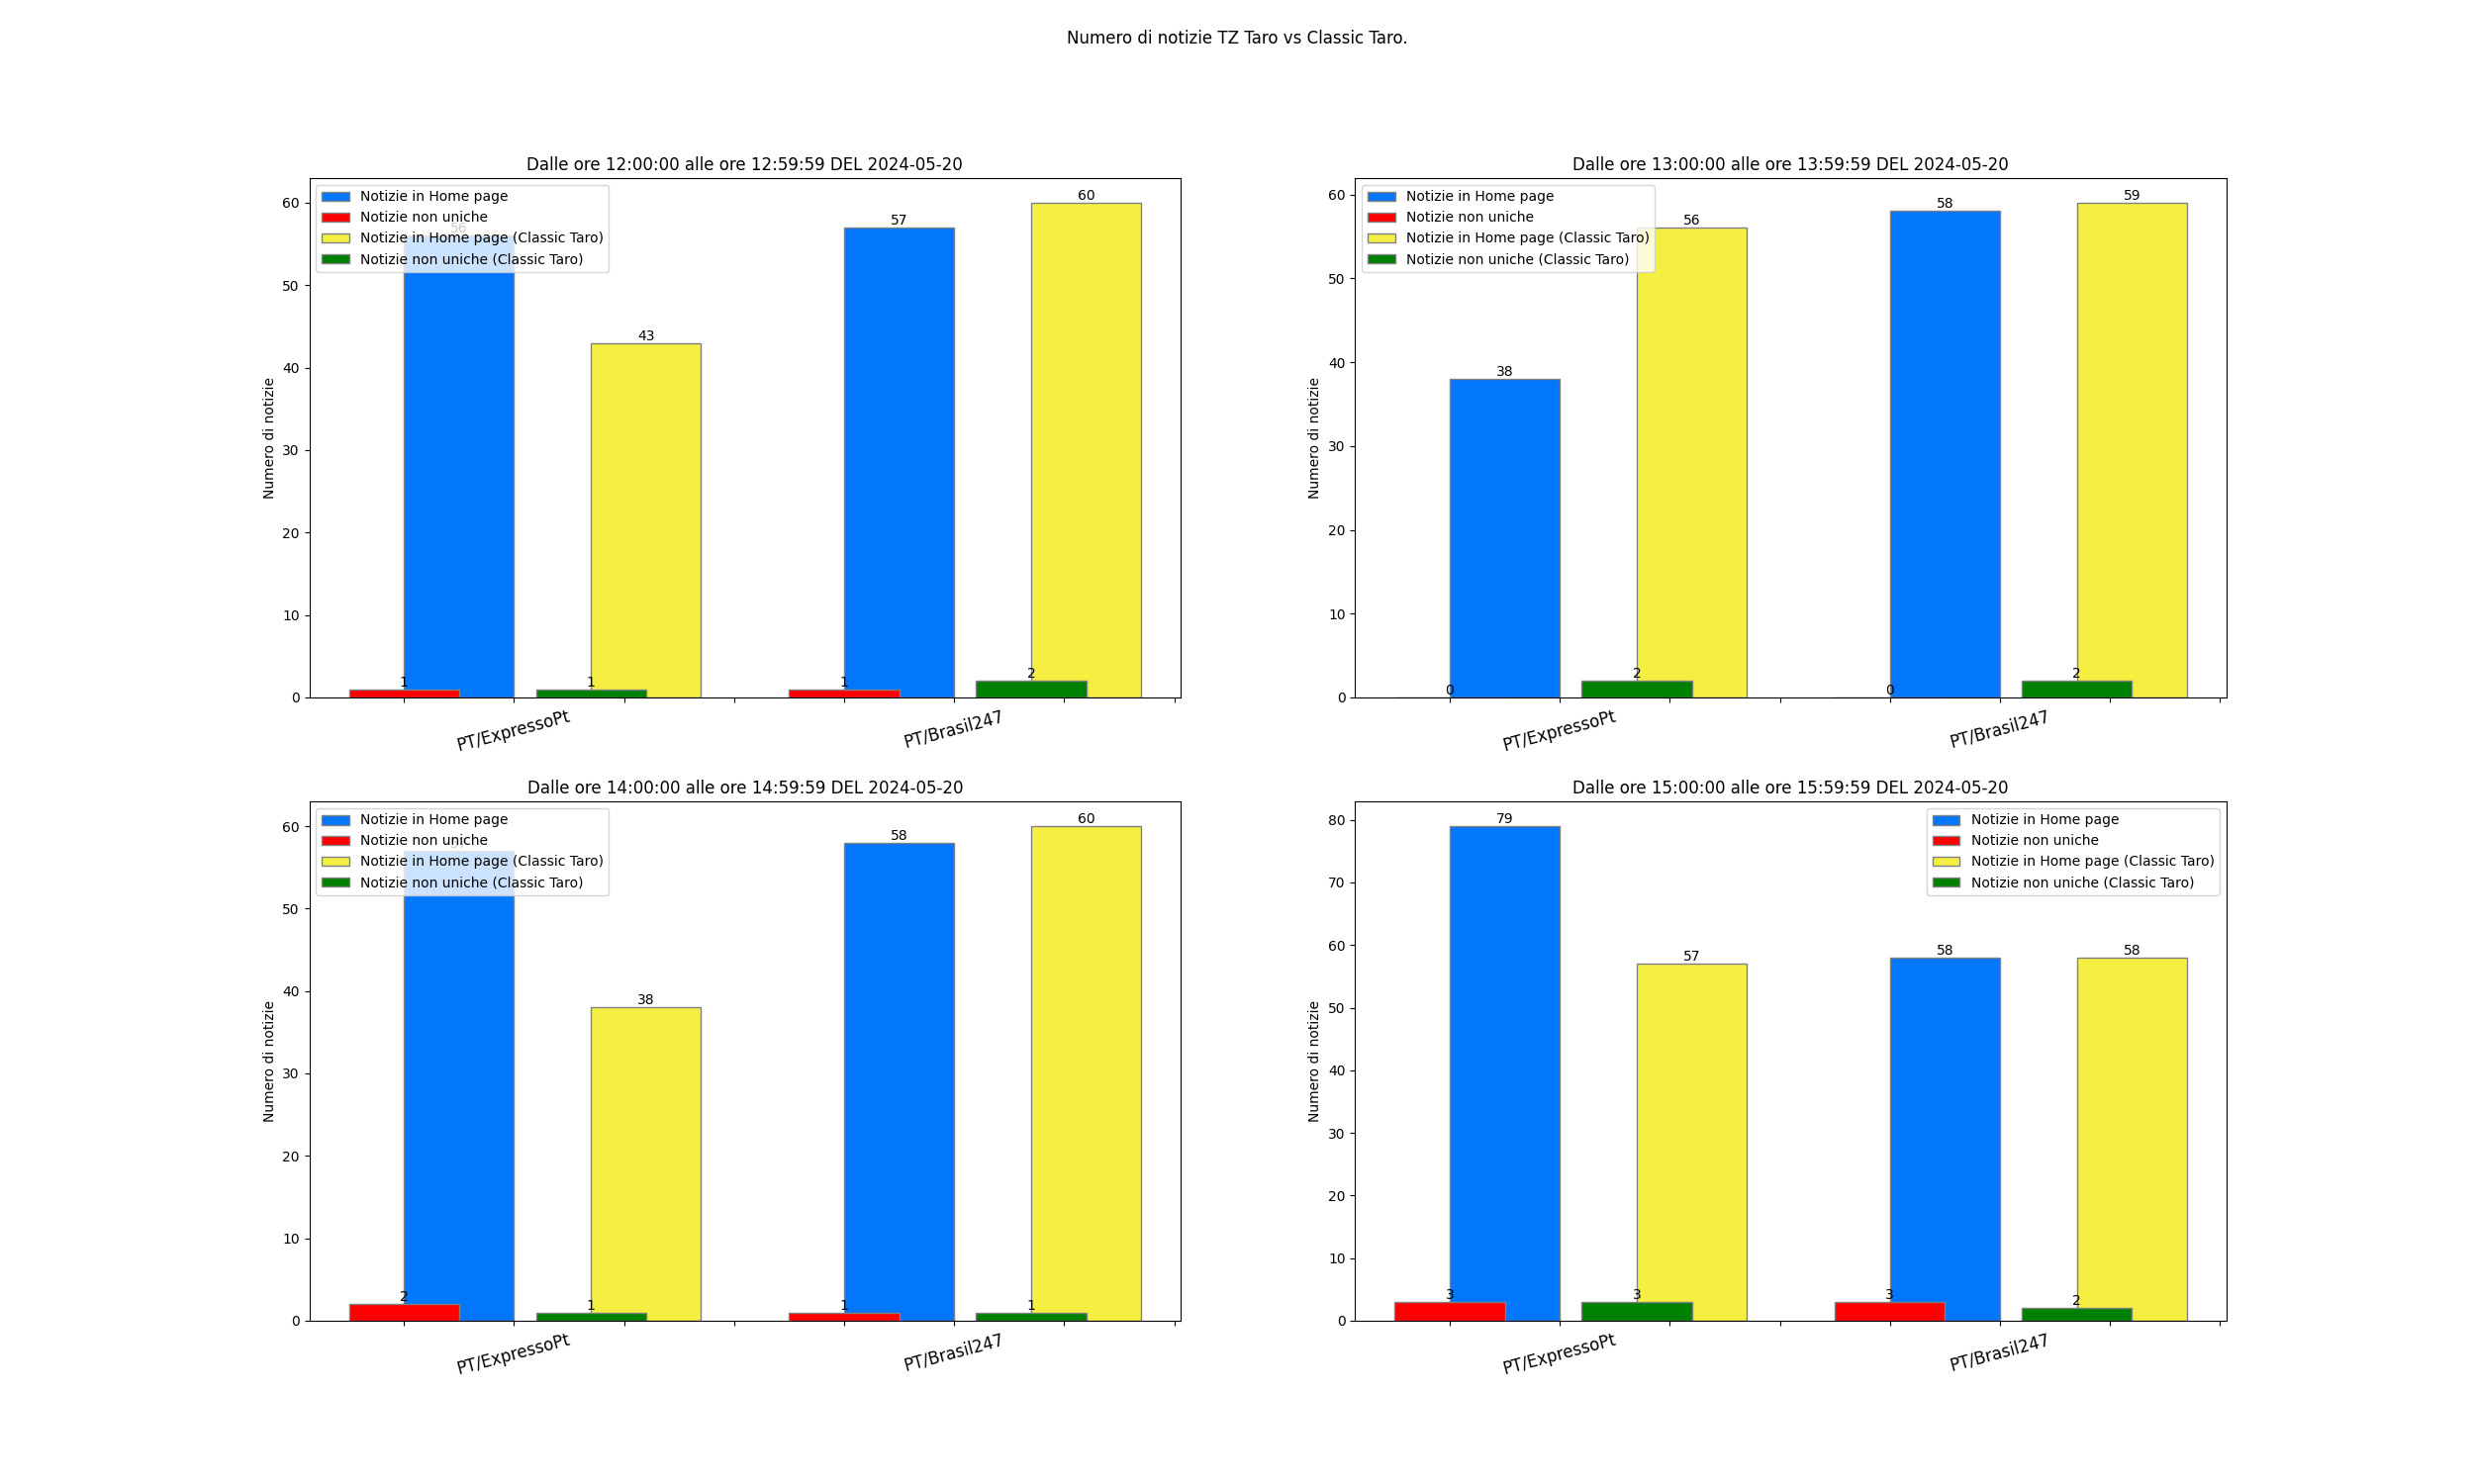 Numero di notizie TZ Taro vs Classic Taro.
Dalle ore 12:00:00 alle ore 12:59:59 DEL 2024-05-20
Notizie in Home page
Notizie non uniche
Notizie in Home page (Classic Taro)
Notizie non uniche (Classic Taro)
Numero di notizie
60
50
40
30
20
10
0
56
43
57
60
1
1
1
2
PT/ExpressoPt
PT/Brasil247
Dalle ore 13:00:00 alle ore 13:59:59 DEL 2024-05-20
Notizie in Home page
Notizie non uniche
Notizie in Home page (Classic Taro)
Notizie non uniche (Classic Taro)
Numero di notizie
60
50
40
30
20
10
0
38
56
58
59
0
2
0
2
PT/ExpressoPt
PT/Brasil247
Dalle ore 14:00:00 alle ore 14:59:59 DEL 2024-05-20
Notizie in Home page
Notizie non uniche
Notizie in Home page (Classic Taro)
Notizie non uniche (Classic Taro)
Numero di notizie
60
50
40
30
20
10
0
38
58
60
2
1
1
1
PT/ExpressoPt
PT/Brasil247
Dalle ore 15:00:00 alle ore 15:59:59 DEL 2024-05-20
Notizie in Home page
Notizie non uniche
Notizie in Home page (Classic Taro)
Notizie non uniche (Classic Taro)
Numero di notizie
80
70
60
50
40
30
20
10
0
79
57
58
58
3
3
3
2
PT/ExpressoPt
PT/Brasil247